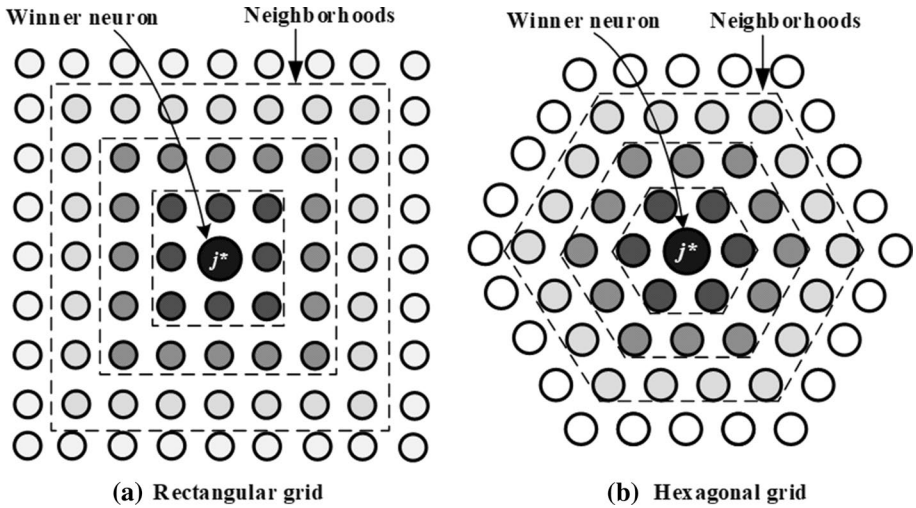 Winner neuron
Neighborhoods
j*
(a) Rectangular grid
Winner neuron
Neighborhoods
j*
(b) Hexagonal grid